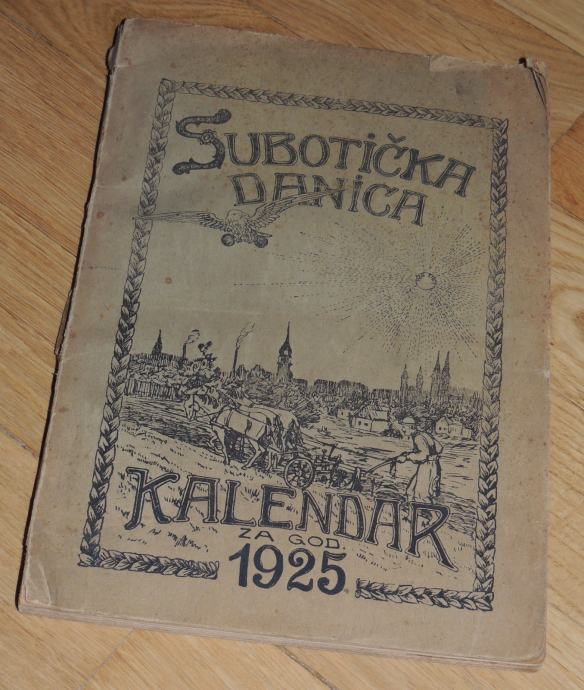 SUBOTIČKA
DANICA
KALENDAR
ZA GOD.
1925